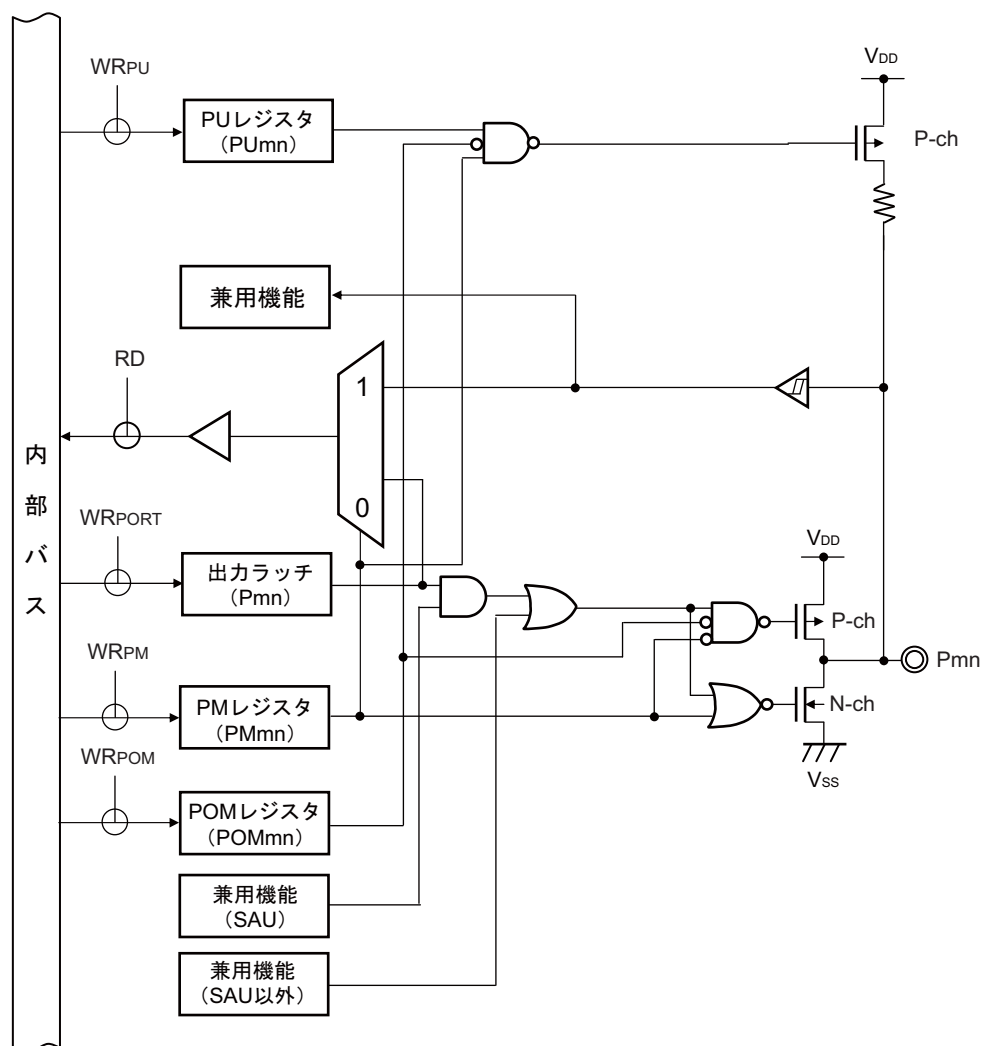 WRPU
PUレジスタ
（PUmn）
VDD
P-ch
兼用機能
RD
1
0
内部バス
WRPORT
出力ラッチ
（Pmn）
VDD
P-ch
Pmn
WRPM
PMレジスタ
（PMmn）
N-ch
VSS
WRPOM
POMレジスタ
（POMmn）
兼用機能
（SAU）
兼用機能
（SAU以外）